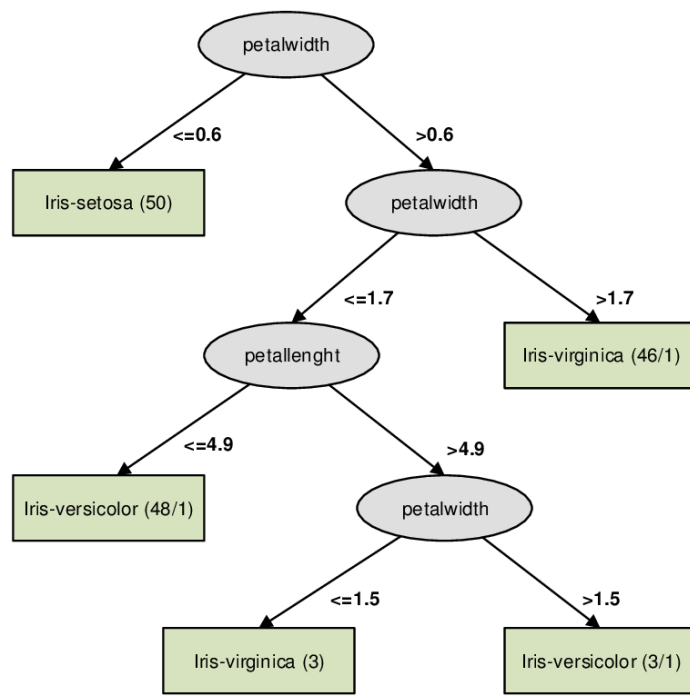 petalwidth
<=0.6
>0.6
Iris-setosa (50)
petalwidth
<=1.7
>1.7
petallenght
Iris-virginica (46/1)
<=4.9
>4.9
Iris-versicolor (48/1)
petalwidth
<=1.5
>1.5
Iris-virginica (3)
Iris-versicolor (3/1)